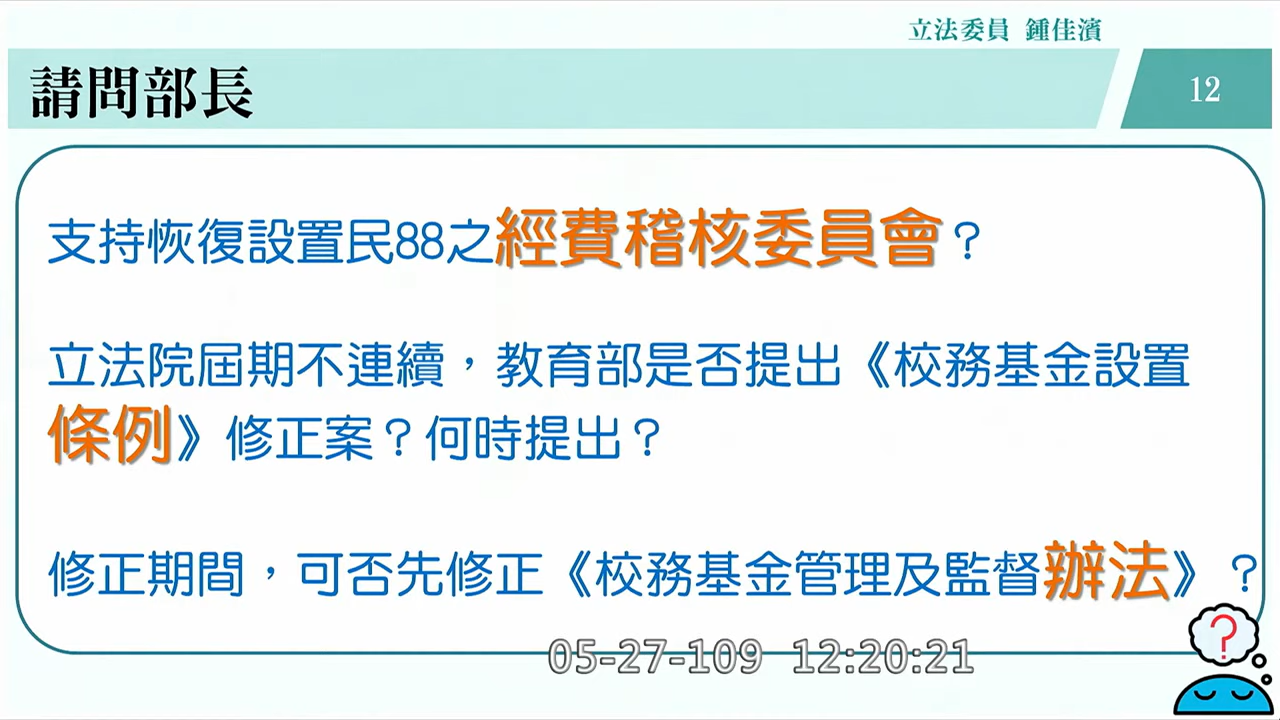 立法委員 鍾佳濱
請問部長
12
支持恢復設置民88之經費稽核委員會？
立法院屆期不連續，教育部是否提出《校務基金設置
條例》修正案？何時提出？
修正期間，可否先修正《校務基金管理及監督辦法》？
?
05-27-109 12:20:21